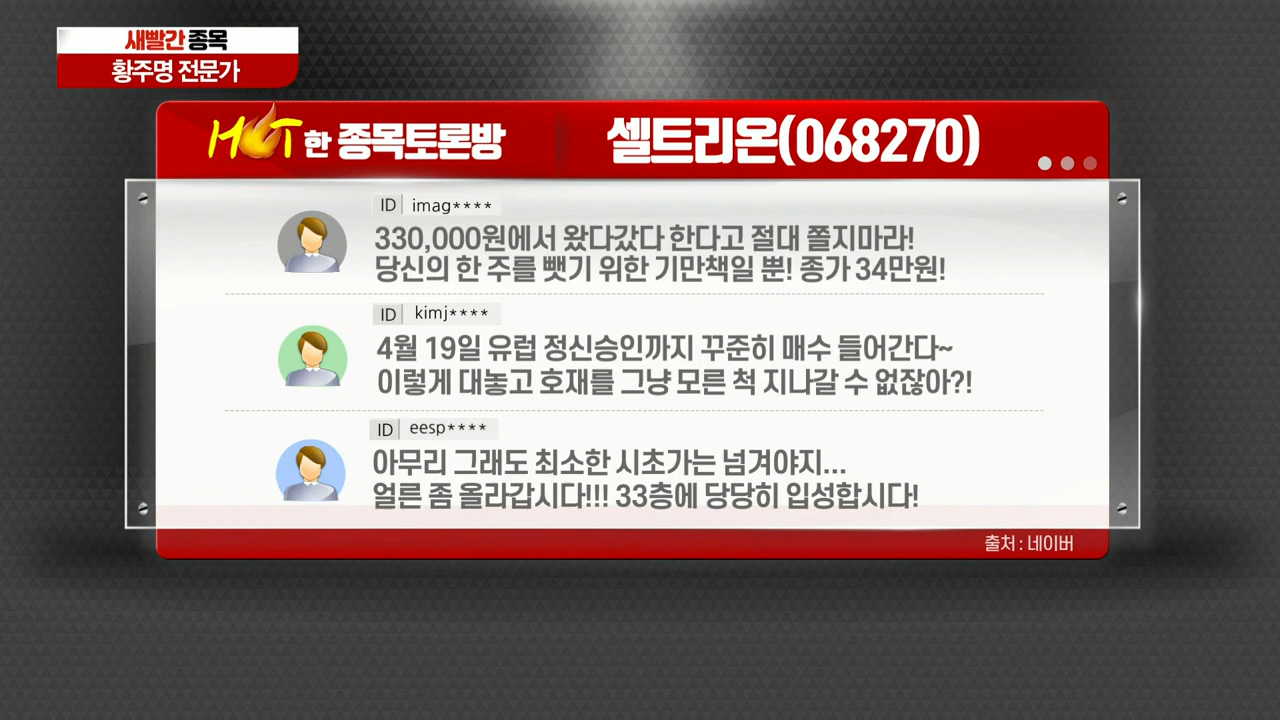 새빨간 종목
황주명 전문가
HOT한 종목토론방
셀트리온(068270)
ID imag****
330,000원에서 왔다갔다 한다고 절대 쫄지마라!
당신의 한 주를 뺏기 위한 기만책일 뿐! 종가 34만원!
ID kimj****
4월 19일 유럽 정신승인까지 꾸준히 매수 들어간다~
이렇게 대놓고 호재를 그냥 모른 척 지나갈 수 없잖아?!
ID eesp****
아무리 그래도 최소한 시초가는 넘겨야지...
얼른 좀 올라갑시다!!! 33층에 당당히 입성합시다!
출처 : 네이버